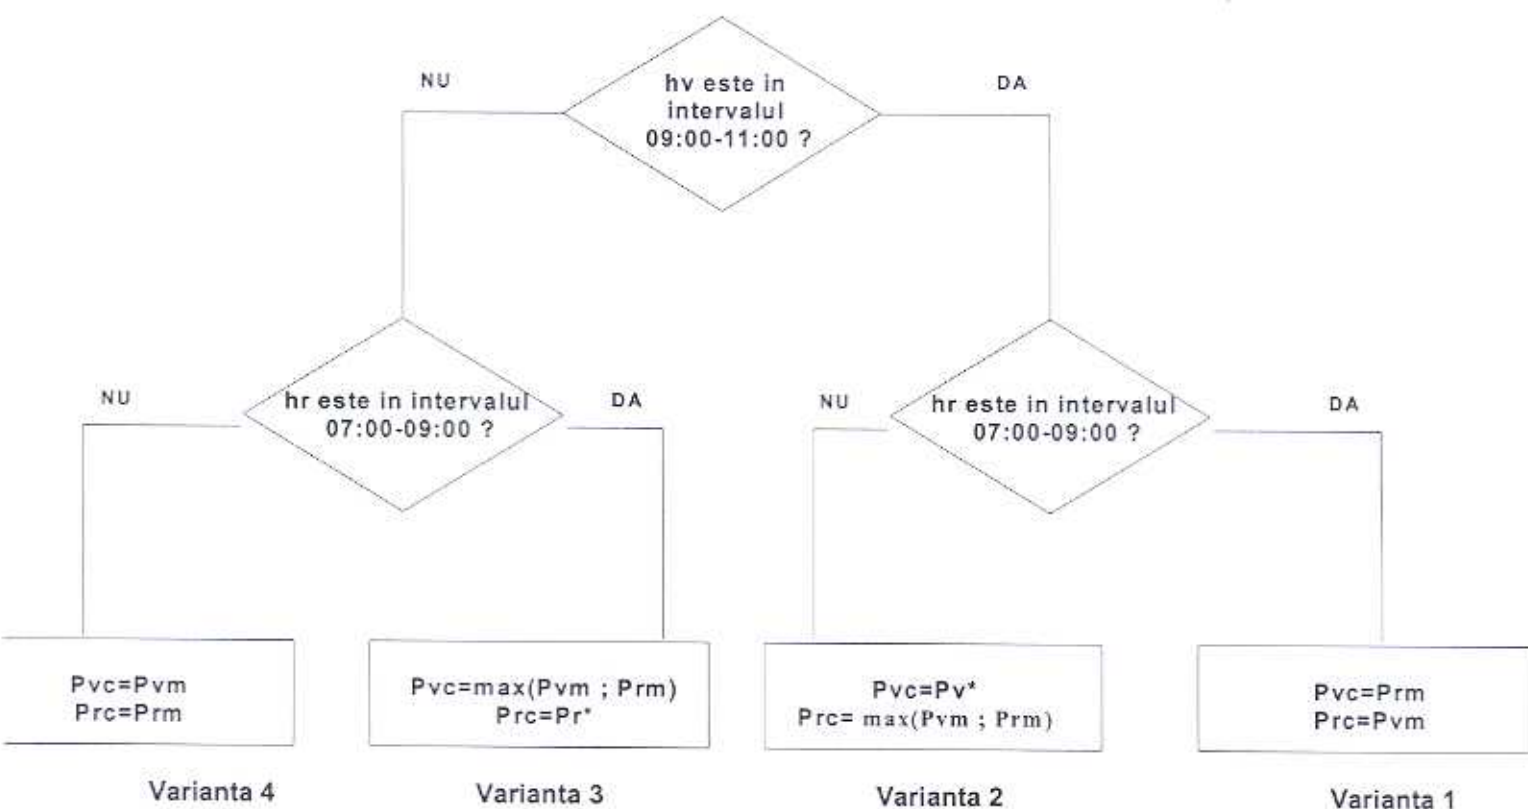 NU
hv este in
intervalul
09:00-11:00 ?
DA
NU
hr este in intervalul
07:00-09:00 ?
DA
NU
hr este in intervalul
07:00-09:00 ?
DA
Pvc=Pvm
Prc=Prm
Pvc=max(Pvm ; Prm)
Prc=Pr*
Pvc=Pv*
Prc= max(Pvm ; Prm)
Pvc=Prm
Prc=Pvm
Varianta 4
Varianta 3
Varianta 2
Varianta 1